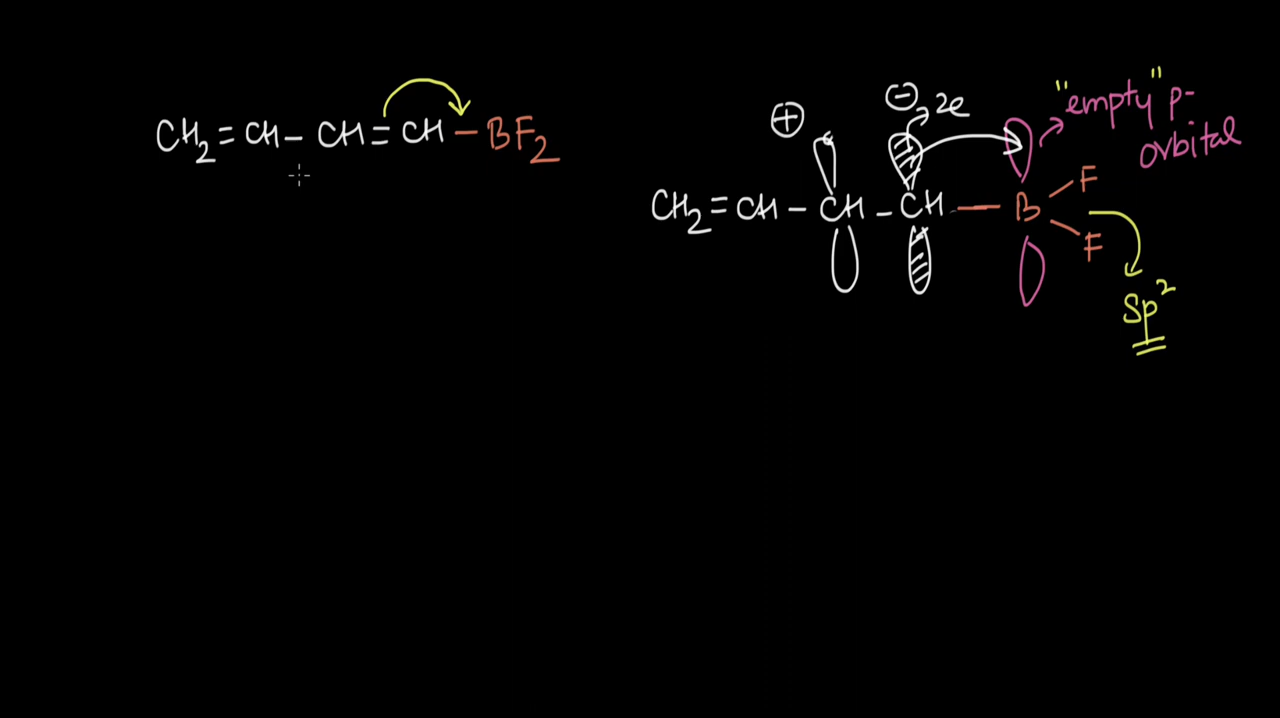 CH₂=CH–CH=CH–BF₂
⊕
⊖ 2e
"empty" p-
orbital
CH₂=CH–CH–CH–B
F
F
Sp²